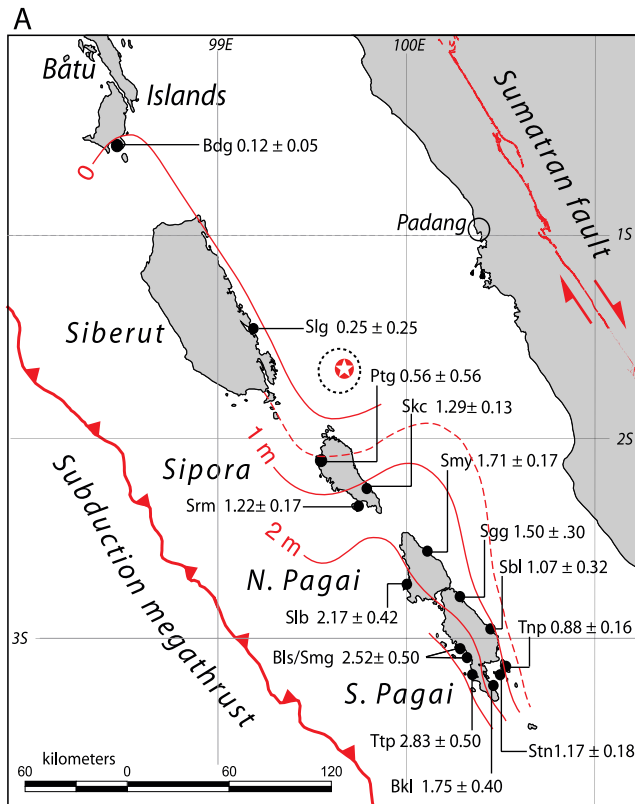 A
99E
100E
Båtu
Islands
Bdg 0.12 ± 0.05
0
Sumatran fault
Padang
1S
Siberut
Slg 0.25 ± 0.25
Ptg 0.56 ± 0.56
Skc 1.29 ± 0.13
2S
1 m
Sipora
Smy 1.71 ± 0.17
Srm 1.22 ± 0.17
2 m
Sgg 1.50 ± .30
Sbl 1.07 ± 0.32
N. Pagai
Slb 2.17 ± 0.42
Tnp 0.88 ± 0.16
3S
Subduction megathrust
Bls/Smg 2.52 ± 0.50
S. Pagai
Ttp 2.83 ± 0.50
Stn1.17 ± 0.18
Bkl 1.75 ± 0.40
kilometers
60 0 60 120